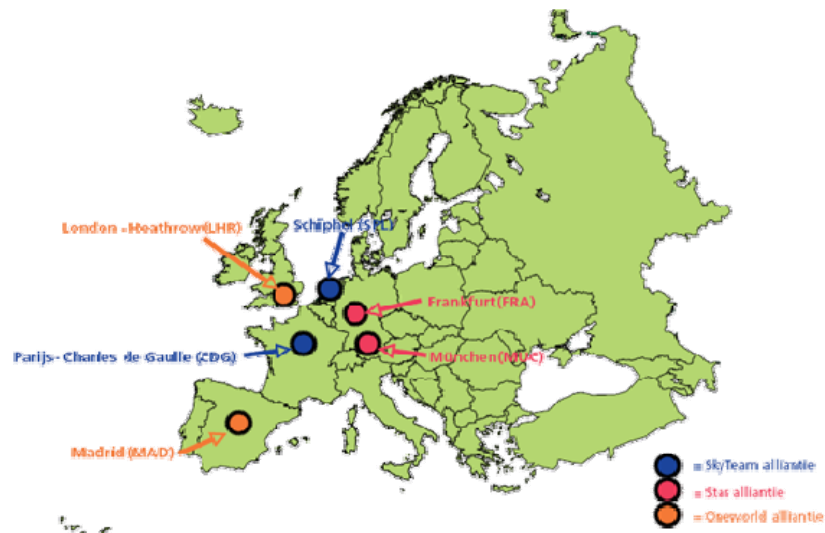 London - Heathrow(LHR)
Schiphol (SPL)
Frankfurt(FRA)
Parijs - Charles de Gaulle (CDG)
München(MUC)
Madrid (MAD)
= SkyTeam alliantie
= Star alliantie
= Oneworld alliantie